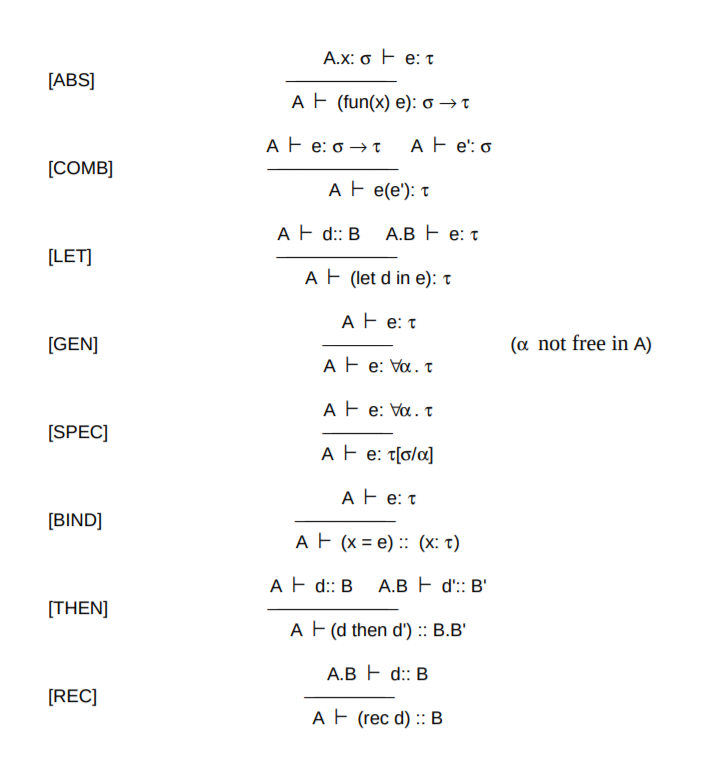 A.x: σ ⊢ e: τ
[ABS]
A ⊢ (fun(x) e): σ → τ
A ⊢ e: σ → τ A ⊢ e': σ
[COMB]
A ⊢ e(e'): τ
A ⊢ d:: B A.B ⊢ e: τ
[LET]
A ⊢ (let d in e): τ
A ⊢ e: τ
[GEN] (α not free in A)
A ⊢ e: ∀α. τ
A ⊢ e: ∀α. τ
[SPEC]
A ⊢ e: τ[σ/α]
A ⊢ e: τ
[BIND]
A ⊢ (x = e) :: (x: τ)
A ⊢ d:: B A.B ⊢ d':: B'
[THEN]
A ⊢ (d then d') :: B.B'
A.B ⊢ d:: B
[REC]
A ⊢ (rec d) :: B